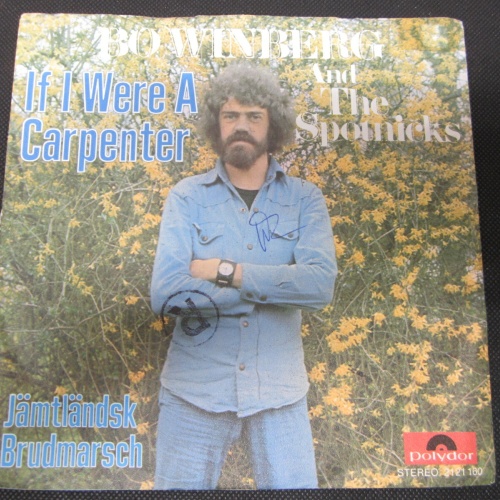 BO WINBERG
And
The
Spotnicks
If I Were A
Carpenter
Jämtländsk
Brudmarsch
Polydor
STEREO 2121 100